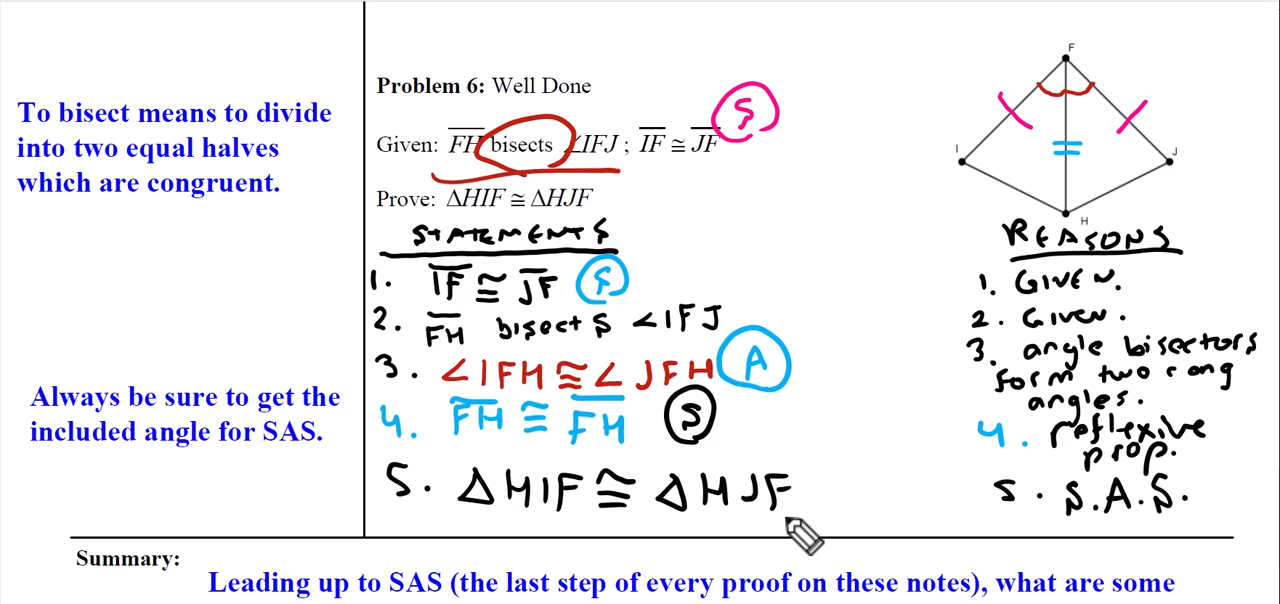 To bisect means to divide
into two equal halves
which are congruent.
Always be sure to get the
included angle for SAS.
Problem 6: Well Done
Given: FH bisects ∠IFJ ; IF ≅ JF S
Prove: ΔHIF ≅ ΔHJF
STATEMENTS
1. IF ≅ JF S
2. FH bisects ∠IFJ
3. ∠IFH ≅ ∠JFH A
4. FH ≅ FH S
5. ΔHIF ≅ ΔHJF
F
I
J
H
REASONS
1. GIVEN.
2. GIVEN.
3. angle bisectors
form two cong
angles.
4. reflexive
prop.
5. S.A.S.
Summary:
Leading up to SAS (the last step of every proof on these notes), what are some